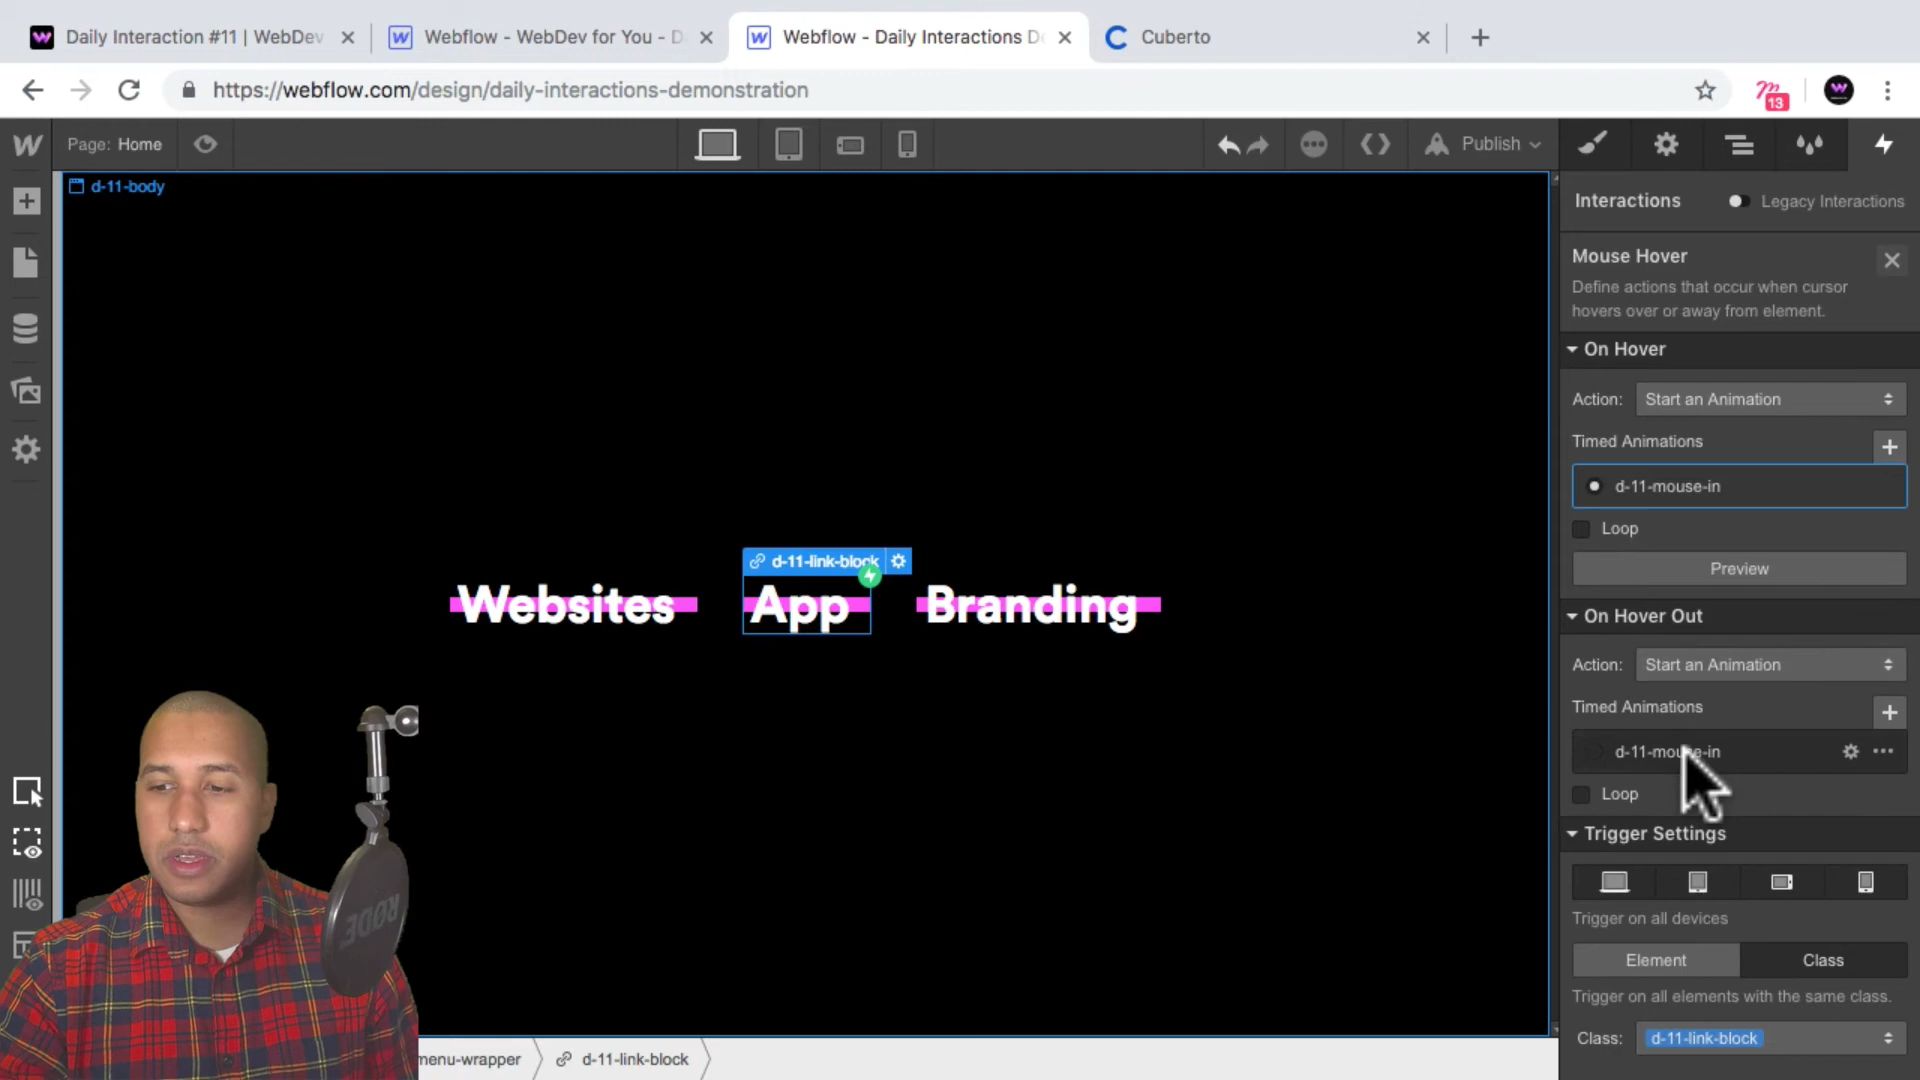 Daily Interaction #11 | WebDev
Webflow - WebDev for You - D
Webflow - Daily Interactions De
Cuberto
https://webflow.com/design/daily-interactions-demonstration
13
Page: Home
Publish
d-11-body
Interactions
Legacy Interactions
Mouse Hover
Define actions that occur when cursor
hovers over or away from element.
On Hover
Action: Start an Animation
Timed Animations
d-11-mouse-in
Loop
Preview
d-11-link-block
Websites
App
Branding
On Hover Out
Action: Start an Animation
Timed Animations
d-11-mouse-in
Loop
Trigger Settings
Trigger on all devices
Element
Class
Trigger on all elements with the same class.
Class: d-11-link-block
RODE
menu-wrapper
d-11-link-block